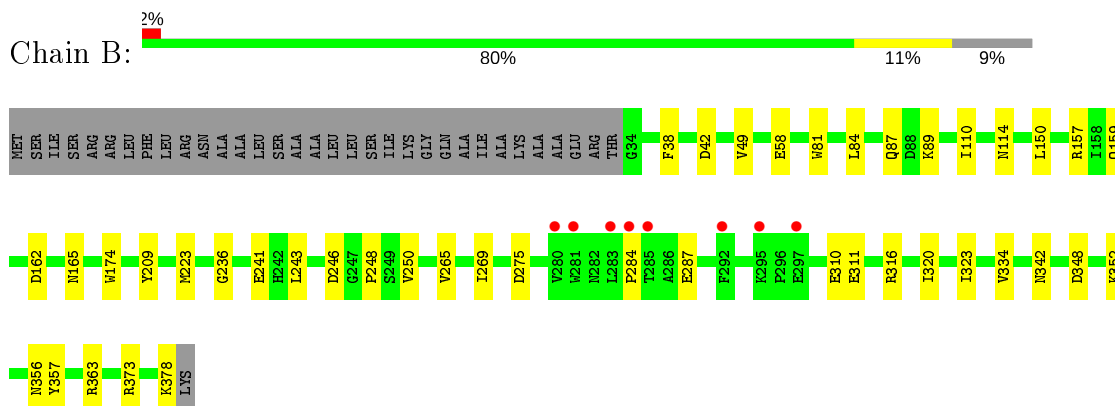 2%
Chain B:
80% 11% 9%
MET SER ILE SER ARG ARG LEU PHE LEU ARG ASN ALA ALA LEU SER ALA ALA LEU LEU SER ILE LYS GLY GLN ALA ILE ALA LYS ALA ALA GLU ARG THR G34 F38 D42 V49 E58 W81 L84 Q87 D88 K89 I110 N114 L150 R157 I158
D162 N165 W174 Y209 M223 G236 E241 H242 L243 D246 G247 P248 S249 V250 V265 I269 D275 V280 W281 N282 L283 P284 T285 A286 E287 F292 K295 P296 E297 E310 E311 R316 I320 I323 V334 N342 D348
N356 Y357 R363 R373 K378 LYS